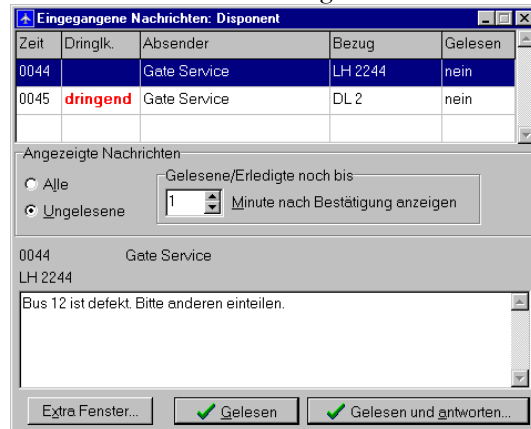 Eingegangene Nachrichten: Disponent
Zeit Dringlk. Absender Bezug Gelesen
0044 Gate Service LH 2244 nein
0045 dringend Gate Service DL 2 nein
Angezeigte Nachrichten
Gelesene/Erledigte noch bis
Alle
1 Minute nach Bestätigung anzeigen
Ungelesene
0044 Gate Service
LH 2244
Bus 12 ist defekt. Bitte anderen einteilen.
Extra Fenster... Gelesen Gelesen und antworten...